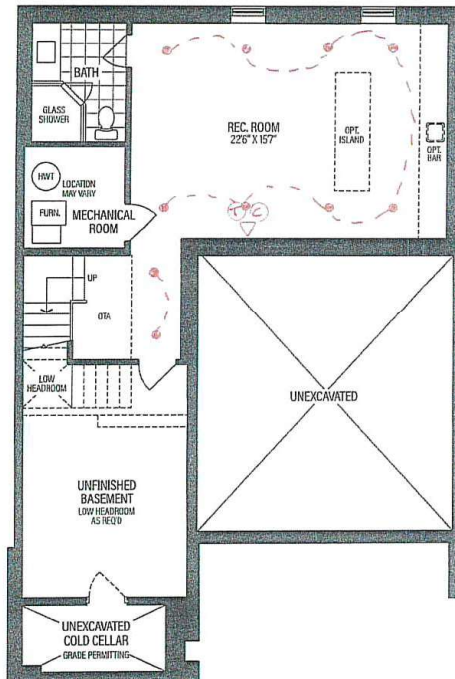 BATH
GLASS
SHOWER
REC. ROOM
22'6" X 15'7"
OPT.
ISLAND
OPT.
BAR
HWT
LOCATION
MAY VARY
FURN.
MECHANICAL
ROOM
T C
UP
OTA
LOW
HEADROOM
UNEXCAVATED
UNFINISHED
BASEMENT
LOW HEADROOM
AS REQ'D
UNEXCAVATED
COLD CELLAR
GRADE PERMITTING